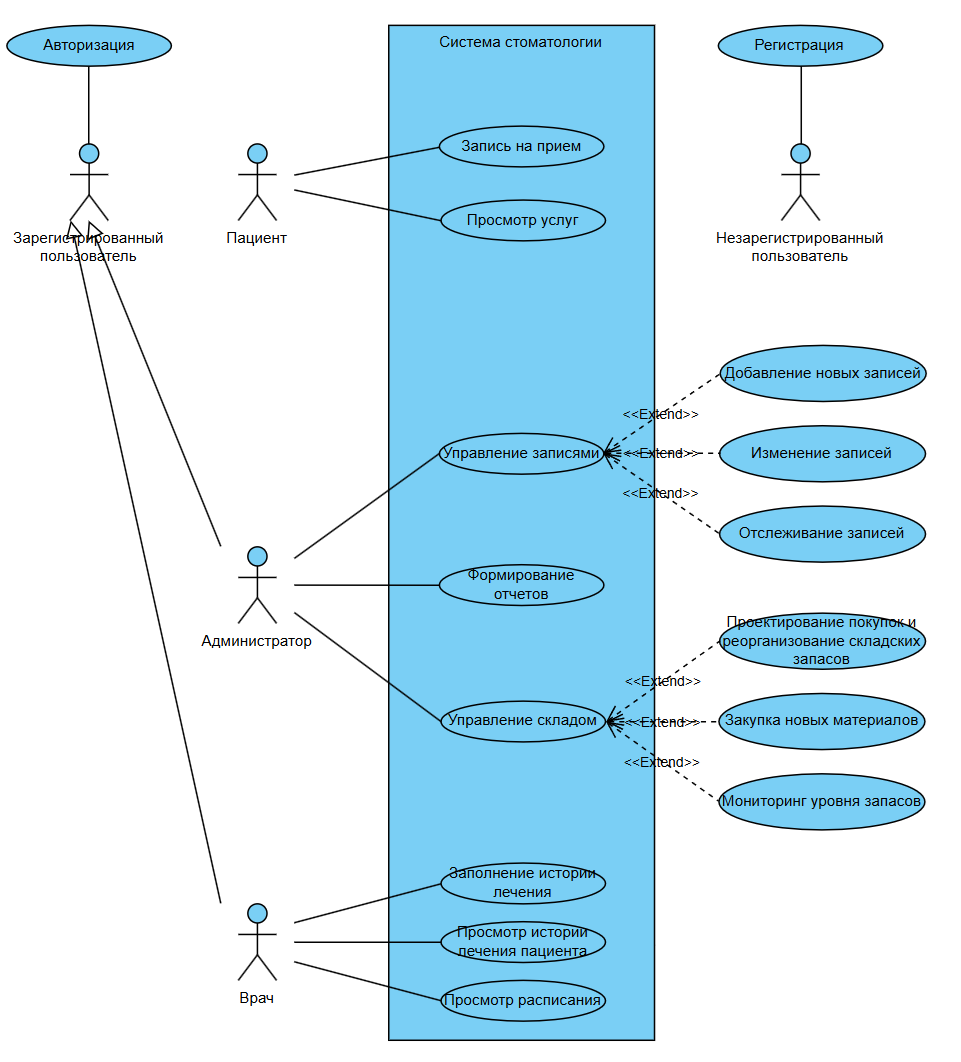 Авторизация
Система стоматологии
Регистрация
Запись на прием
Просмотр услуг
Зарегистрированный
пользователь
Пациент
Незарегистрированный
пользователь
Добавление новых записей
<<Extend>>
Управление записями
<<Extend>>
Изменение записей
<<Extend>>
Отслеживание записей
Формирование
отчетов
Администратор
Проектирование покупок и
реорганизование складских
запасов
<<Extend>>
Управление складом
<<Extend>>
Закупка новых материалов
<<Extend>>
Мониторинг уровня запасов
Заполнение истории
лечения
Просмотр истории
лечения пациента
Врач
Просмотр расписания